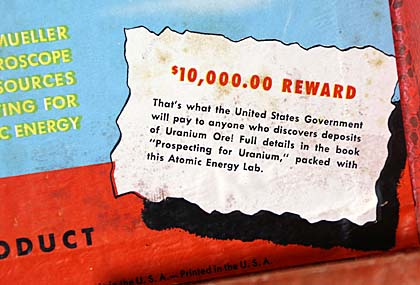 MUELLER
ROSCOPE
SOURCES
TING FOR
C ENERGY
$10,000.00 REWARD
That's what the United States Government
will pay to anyone who discovers deposits
of Uranium Ore! Full details in the book
"Prospecting for Uranium," packed with
this Atomic Energy Lab.
ODUCT
in the U. S. A.—Printed in the U. S. A.